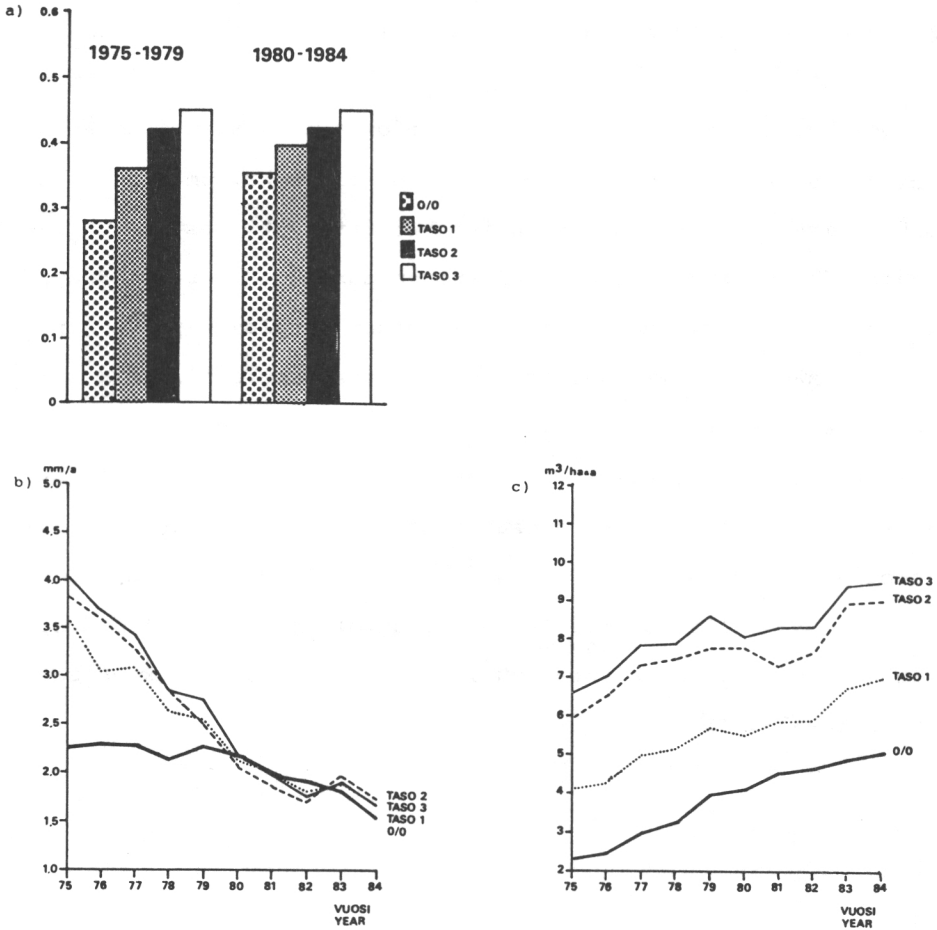 a)
0.6
1975-1979 1980-1984
0.5
0.4
0.3
0.2
0.1
0
0/0
TASO 1
TASO 2
TASO 3
b)
mm/a
5.0
4.5
4.0
3.5
3.0
2.5
2.0
1,5
1.0
75 76 77 78 79 80 81 82 83 84
TASO 2
TASO 3
TASO 1
0/0
VUOSI
YEAR
c)
m³/ha·a
12
11
10
9
8
7
6
5
4
3
2
75 76 77 78 79 80 81 82 83 84
TASO 3
TASO 2
TASO 1
0/0
VUOSI
YEAR